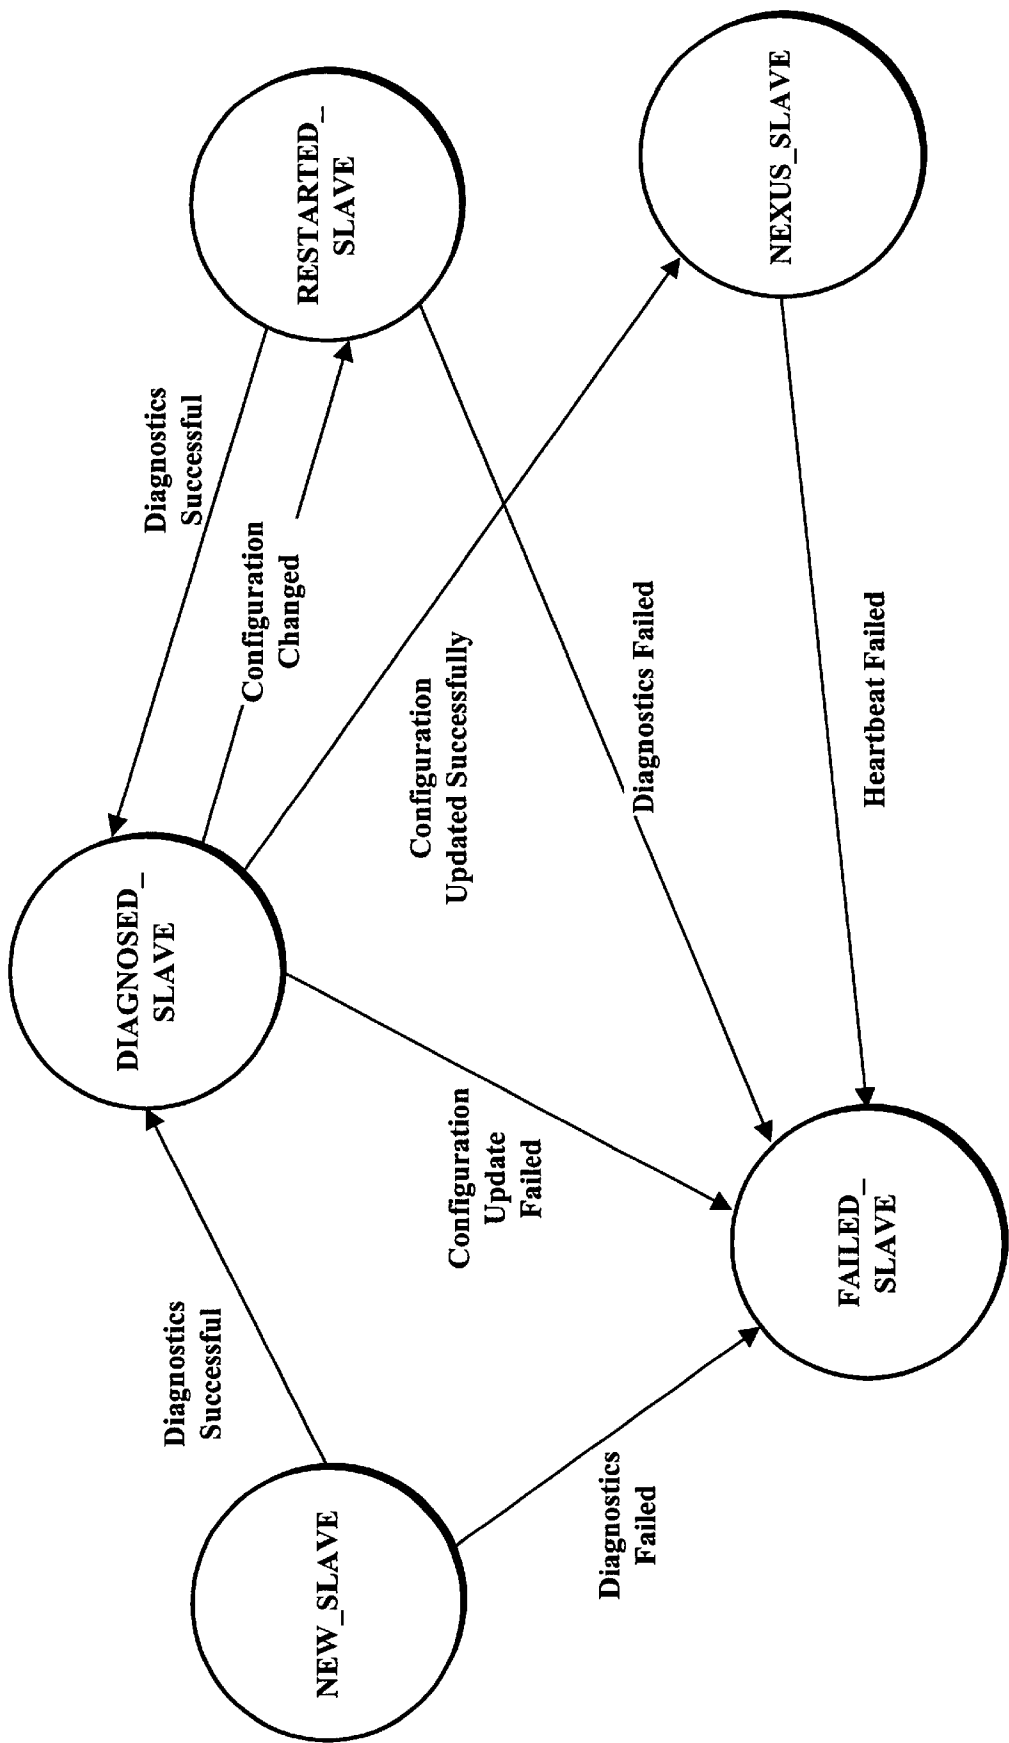 Diagnostics
Successful
DIAGNOSED_
SLAVE
Diagnostics
Successful
Configuration
Changed
NEW_SLAVE
RESTARTED_
SLAVE
Configuration
Update
Failed
Configuration
Updated Successfully
Diagnostics
Failed
Diagnostics Failed
FAILED_
SLAVE
Heartbeat Failed
NEXUS_SLAVE